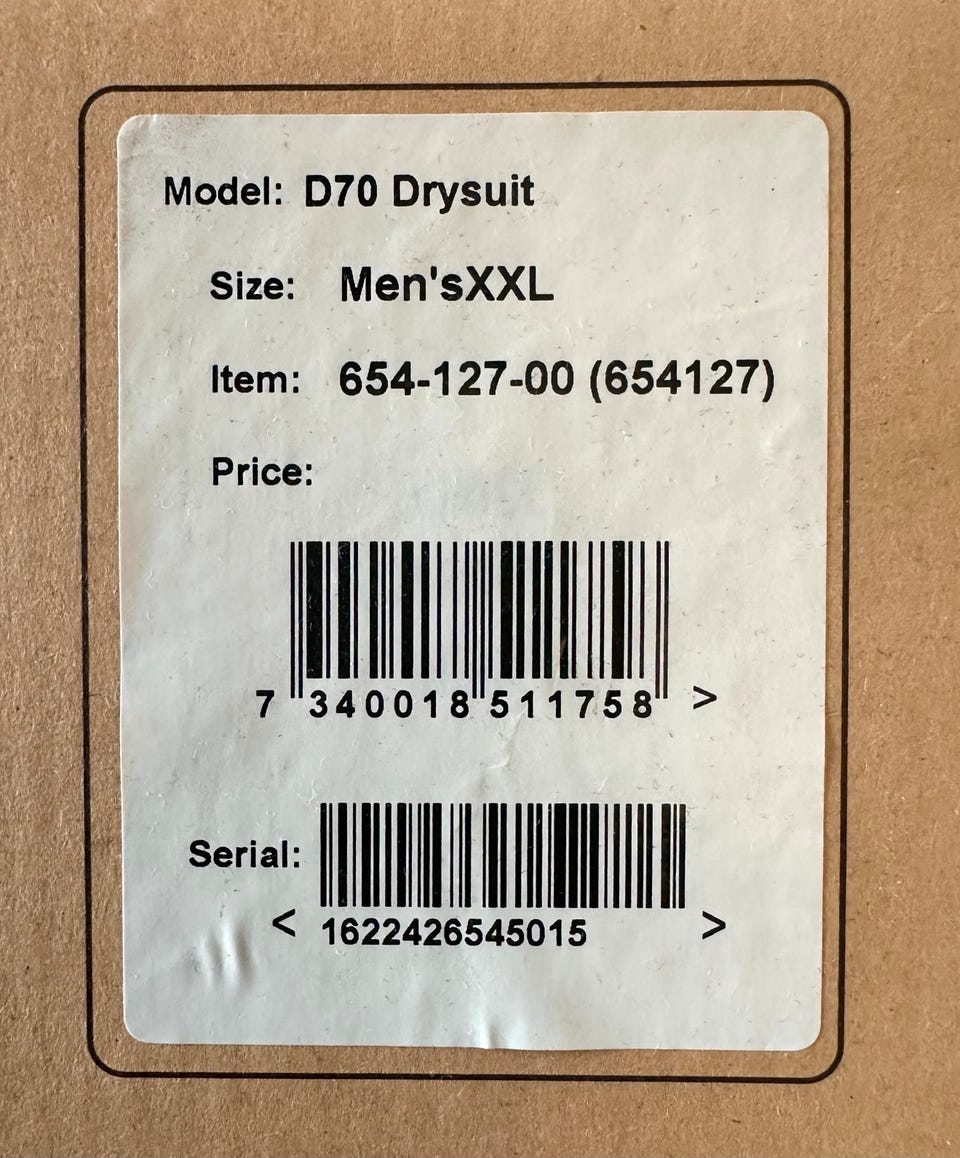 Model: D70 Drysuit
Size: Men'sXXL
Item: 654-127-00 (654127)
Price:
7 340018 511758 >
Serial:
< 1622426545015 >